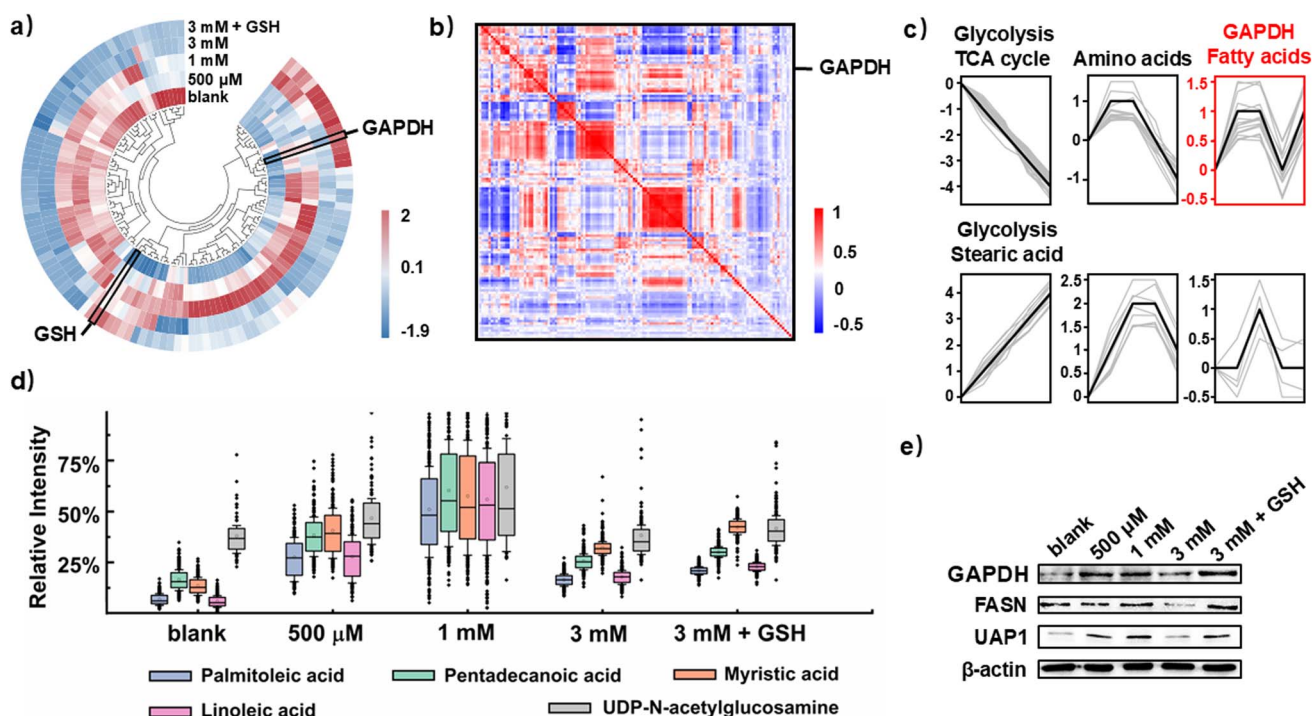 a)
3 mM + GSH
3 mM
1 mM
500 μM
blank
GAPDH
GSH
2
0.1
-1.9
b)
GAPDH
1
0.5
0
-0.5
c)
Glycolysis
TCA cycle
0
-1
-2
-3
-4
Amino acids
1
0
-1
GAPDH
Fatty acids
1.5
1
0.5
0
-0.5
Glycolysis
Stearic acid
4
3
2
1
0
2.5
2
1.5
1
0.5
0
1.5
1
0.5
0
-0.5
d)
Relative Intensity
75%
50%
25%
blank
500 μM
1 mM
3 mM
3 mM + GSH
Palmitoleic acid
Pentadecanoic acid
Myristic acid
Linoleic acid
UDP-N-acetylglucosamine
e)
blank
500 μM
1 mM
3 mM
3 mM + GSH
GAPDH
FASN
UAP1
β-actin